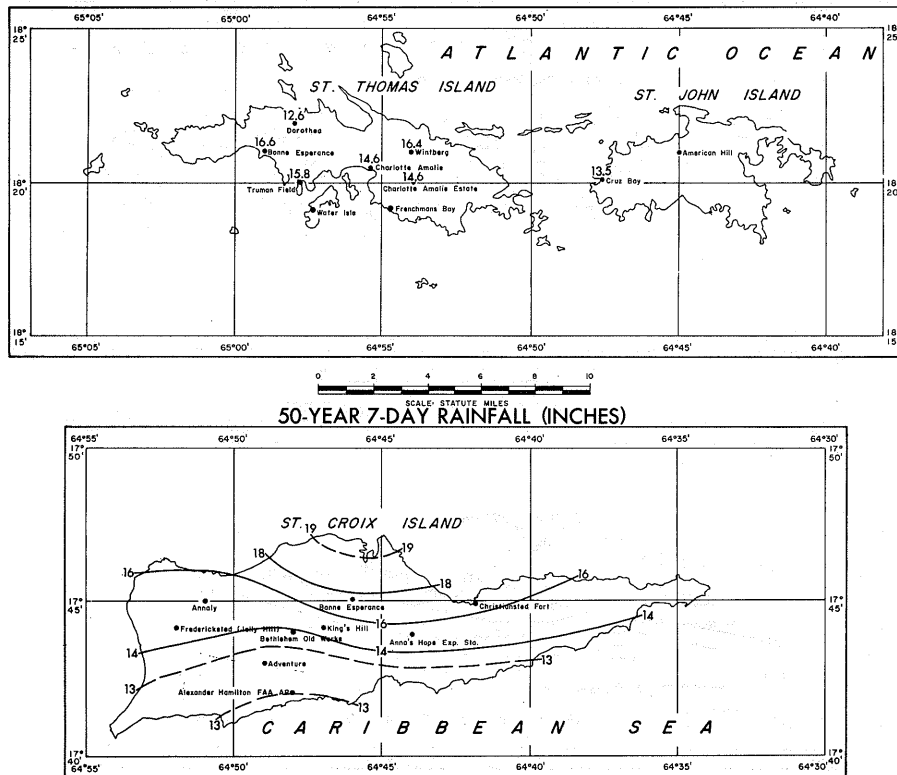 65°05' 65°00' 64°55' 64°50' 64°45' 64°40'
18° 25' 18° 25'
ATLANTIC OCEAN
ST. THOMAS ISLAND
ST. JOHN ISLAND
12.6
Dorothea
16.6
Bonne Esperance
16.4
Wintberg
American Hill
14.6
Charlotte Amalie
15.8
14.6
13.5
Cruz Bay
18° 20' 18° 20'
Truman Field
Charlotte Amalie Estate
Water Isle
Frenchmans Bay
18° 15' 18° 15'
65°05' 65°00' 64°55' 64°50' 64°45' 64°40'
0 2 4 6 8 10
SCALE- STATUTE MILES
50-YEAR 7-DAY RAINFALL (INCHES)
64°55' 64°50' 64°45' 64°40' 64°34' 64°30'
17° 50' 17° 50'
ST. CROIX ISLAND
19
19
18
18
16
16
17° 45' 17° 45'
Annaly
Bonne Esperance
Christiansted Fort
16
14
Fredericksted (Jolly Hill)
King's Hill
Bethlehem Old Works
Anna's Hope Exp. Sta.
14
14
Adventure
13
13
Alexander Hamilton FAA AP
13
13
CARIBBEAN SEA
17° 40' 17° 40'
64°55' 64°50' 64°45' 64°40' 64°34' 64°30'